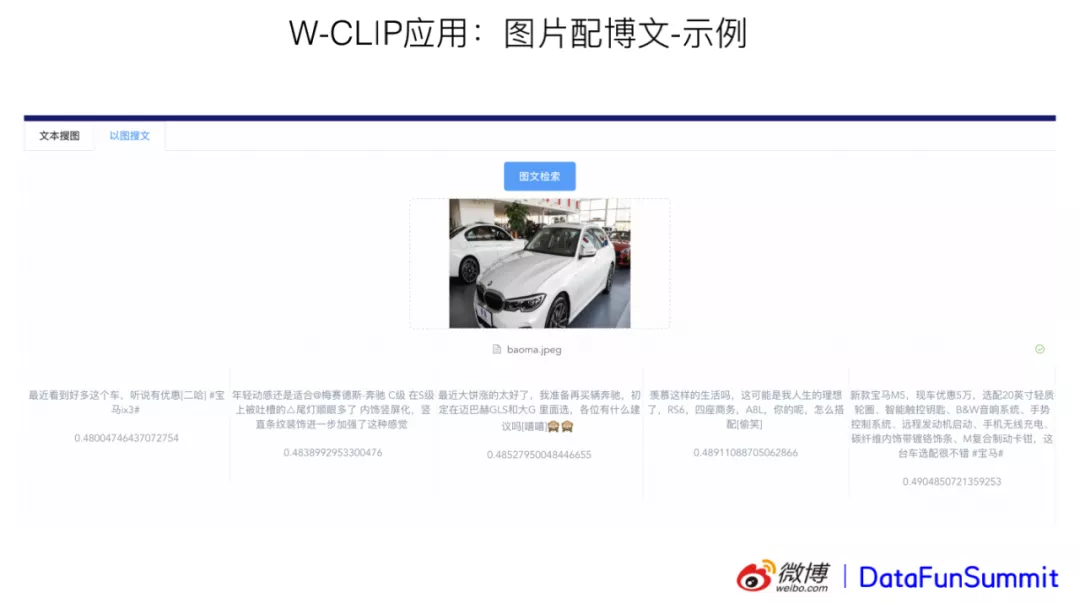 W-CLIP应用：图片配博文-示例
文本搜图 以图搜文
图文检索
baoma.jpeg
最近看到好多这个车、听说有优惠[二哈] #宝
马ix3#
0.48004746437072754
年轻动感还是适合@梅赛德斯-奔驰 C级 在S级
上被吐槽的△尾灯顺眼多了 内饰竖屏化，竖
直条纹装饰进一步加强了这种感觉
0.4838992953300476
最近大饼涨的太好了，我准备再买辆奔驰，初
定在迈巴赫GLS和大G 里面选，各位有什么建
议吗[嘻嘻]🙈🙈
0.48527950048446655
羡慕这样的生活吗，这可能是我人生的理想
了，RS6，四座商务，A8L，你的呢，怎么搭
配[偷笑]
0.48911088705062866
新款宝马M5，现车优惠5万，选配20英寸轻质
轮圈、智能触控钥匙、B&W音响系统、手势
控制系统、远程发动机启动、手机无线充电、
碳纤维内饰带镀铬饰条、M复合制动卡钳，这
台车选配很不错 #宝马#
0.4904850721359253
微博
weibo.com
DataFunSummit